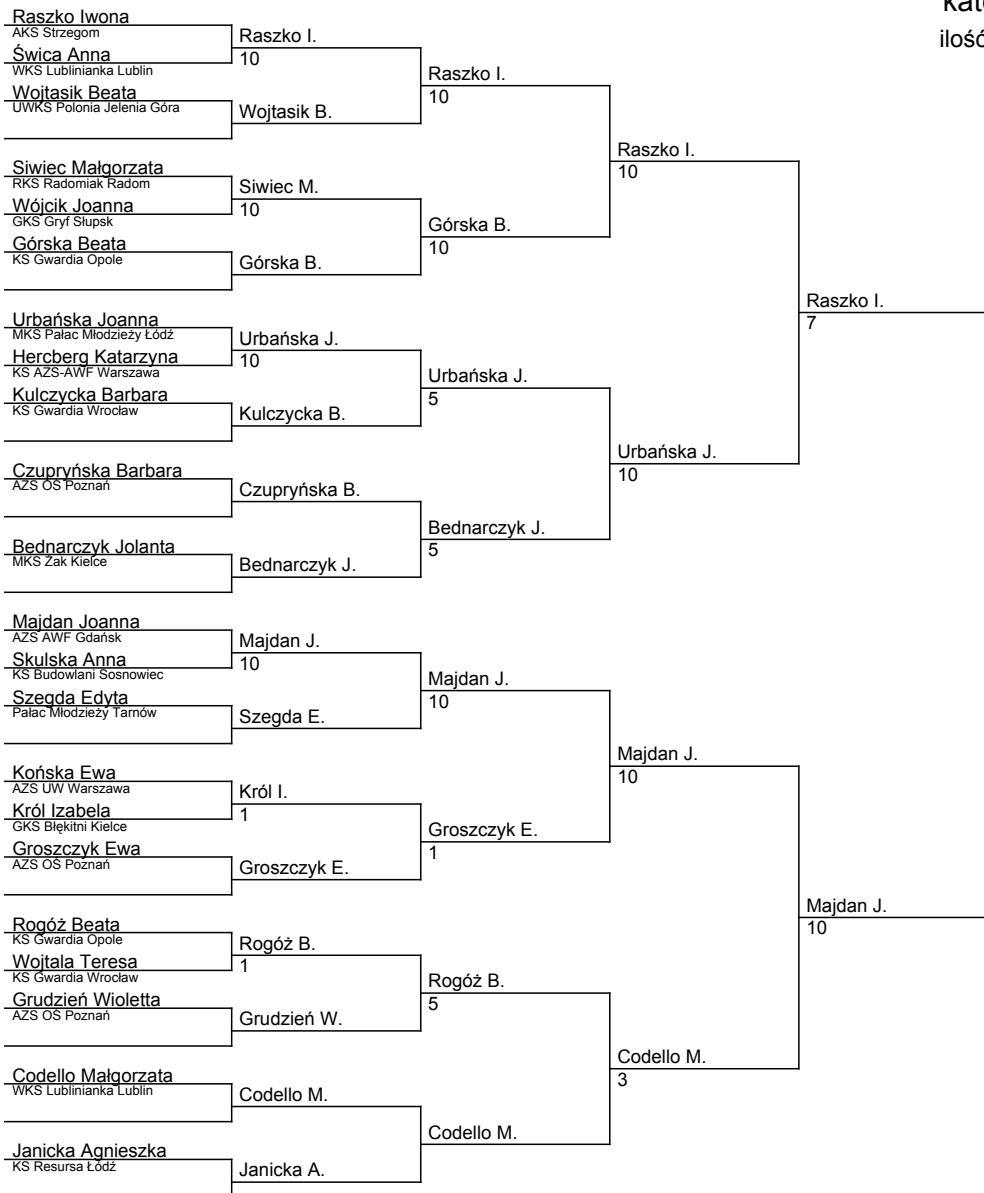 Raszko Iwona
AKS Strzegom
Świca Anna
WKS Lublinianka Lublin
Wojtasik Beata
UWKS Polonia Jelenia Góra
Siwiec Małgorzata
RKS Radomiak Radom
Wójcik Joanna
GKS Gryf Słupsk
Górska Beata
KS Gwardia Opole
Urbańska Joanna
MKS Pałac Młodzieży Łódź
Hercberg Katarzyna
KS AZS-AWF Warszawa
Kulczycka Barbara
KS Gwardia Wrocław
Czupryńska Barbara
AZS OŚ Poznań
Bednarczyk Jolanta
MKS Żak Kielce
Majdan Joanna
AZS AWF Gdańsk
Skulska Anna
KS Budowlani Sosnowiec
Szegda Edyta
Pałac Młodzieży Tarnów
Końska Ewa
AZS UW Warszawa
Król Izabela
GKS Błękitni Kielce
Groszczyk Ewa
AZS OŚ Poznań
Rogóż Beata
KS Gwardia Opole
Wojtala Teresa
KS Gwardia Wrocław
Grudzień Wioletta
AZS OŚ Poznań
Codello Małgorzata
WKS Lublinianka Lublin
Janicka Agnieszka
KS Resursa Łódź
Raszko I.
10
Wojtasik B.
Siwiec M.
10
Górska B.
Urbańska J.
10
Kulczycka B.
Czupryńska B.
Bednarczyk J.
Majdan J.
10
Szegda E.
Król I.
1
Groszczyk E.
Rogóż B.
1
Grudzień W.
Codello M.
Janicka A.
Raszko I.
10
Górska B.
10
Urbańska J.
5
Bednarczyk J.
5
Majdan J.
10
Groszczyk E.
1
Rogóż B.
5
Codello M.
Raszko I.
10
Urbańska J.
10
Majdan J.
10
Codello M.
3
Raszko I.
7
Majdan J.
10
ilość